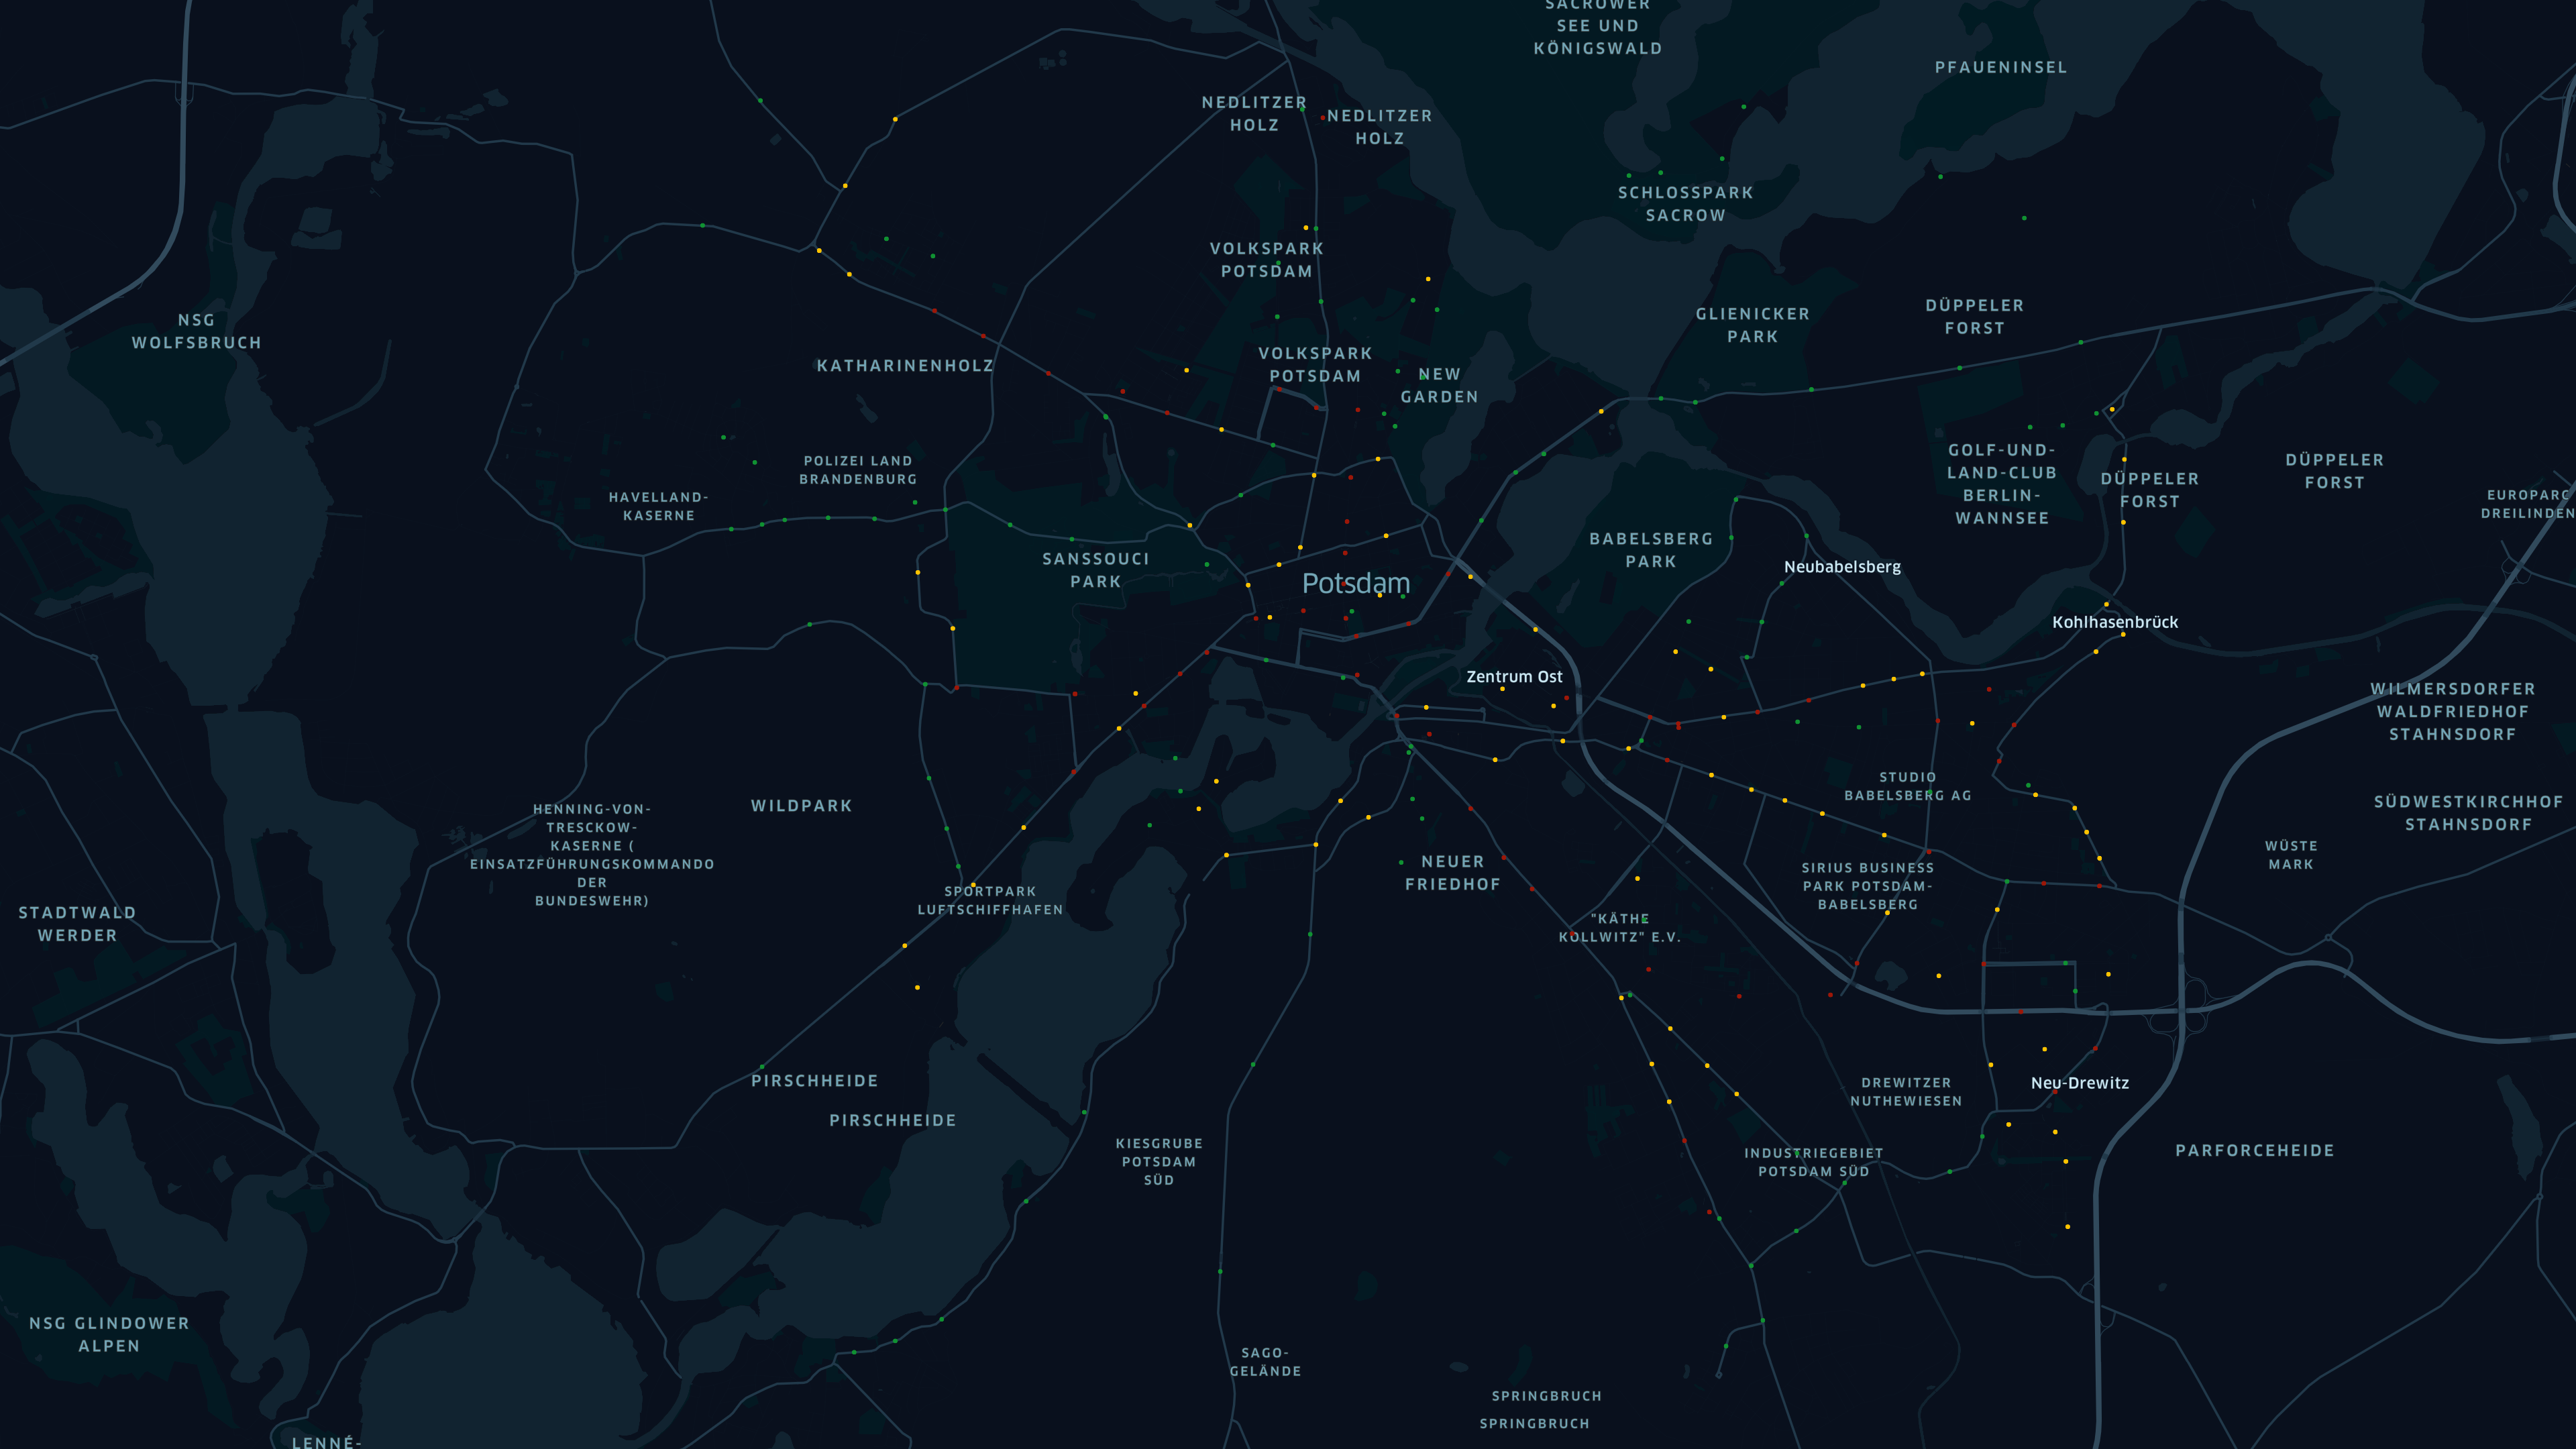 SACROWER
SEE UND
KÖNIGSWALD
PFAUENINSEL
NEDLITZER
HOLZ
NEDLITZER
HOLZ
SCHLOSSPARK
SACROW
VOLKSPARK
POTSDAM
NSG
WOLFSBRUCH
GLIENICKER
PARK
DÜPPELER
FORST
KATHARINENHOLZ
VOLKSPARK
POTSDAM
NEW
GARDEN
POLIZEI LAND
BRANDENBURG
HAVELLAND-
KASERNE
GOLF-UND-
LAND-CLUB
BERLIN-
WANNSEE
DÜPPELER
FORST
DÜPPELER
FORST
EUROPARC
DREILINDEN
SANSSOUCI
PARK
Potsdam
BABELSBERG
PARK
Neubabelsberg
Kohlhasenbrück
Zentrum Ost
WILMERSDORFER
WALDFRIEDHOF
STAHNSDORF
STUDIO
BABELSBERG AG
SÜDWESTKIRCHHOF
STAHNSDORF
WILDPARK
HENNING-VON-
TRESCKOW-
KASERNE (
EINSATZFÜHRUNGSKOMMANDO
DER
BUNDESWEHR)
WÜSTE
MARK
NEUER
FRIEDHOF
SIRIUS BUSINESS
PARK POTSDAM-
BABELSBERG
SPORTPARK
LUFTSCHIFFHAFEN
STADTWALD
WERDER
"KÄTHE
KOLLWITZ" E.V.
PIRSCHHEIDE
PIRSCHHEIDE
DREWITZER
NUTHEWIESEN
Neu-Drewitz
KIESGRUBE
POTSDAM
SÜD
INDUSTRIEGEBIET
POTSDAM SÜD
PARFORCEHEIDE
NSG GLINDOWER
ALPEN
SAGO-
GELÄNDE
SPRINGBRUCH
SPRINGBRUCH
LENNÉ-